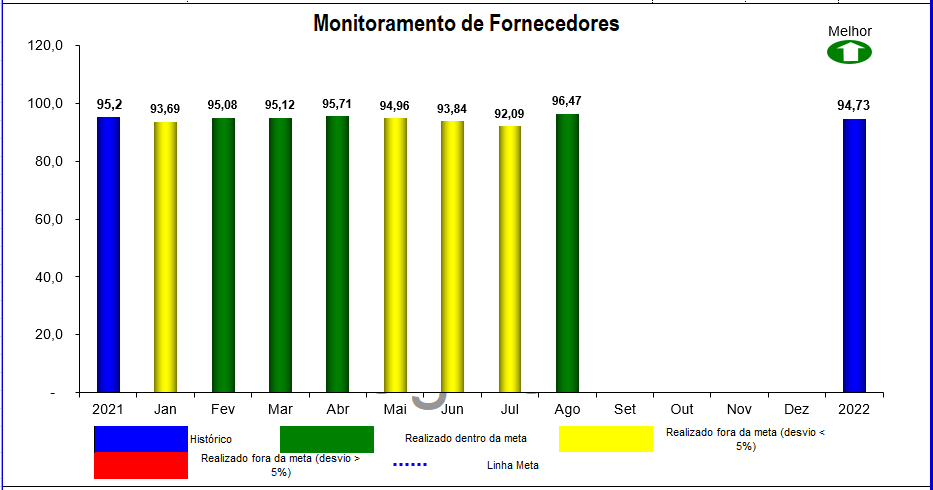 Monitoramento de Fornecedores
Melhor
120,0
100,0
80,0
60,0
40,0
20,0
-
95,2 93,69 95,08 95,12 95,71 94,96 93,84 92,09 96,47 94,73
2021 Jan Fev Mar Abr Mai Jun Jul Ago Set Out Nov Dez 2022
Histórico
Realizado dentro da meta
Realizado fora da meta (desvio <
5%)
Realizado fora da meta (desvio >
5%)
Linha Meta